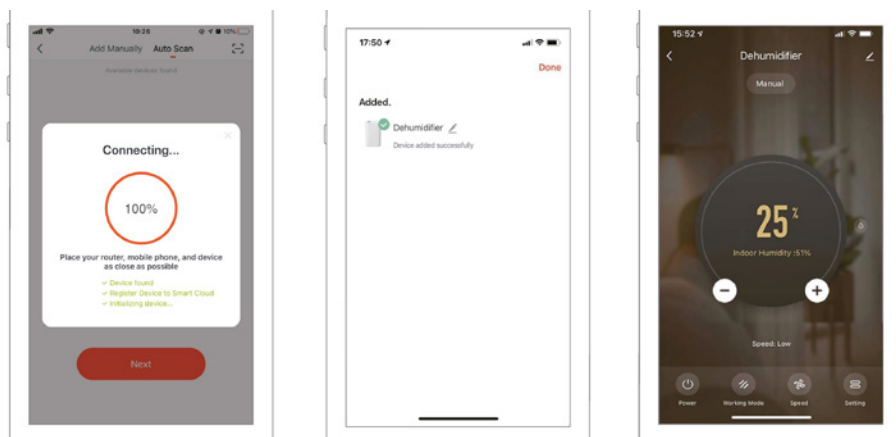 19:26
10%
Add Manually Auto Scan
Available devices found
Connecting...
100%
Place your router, mobile phone, and device
as close as possible
Device found
Register Device to Smart Cloud
Initializing device...
Next
17:50
Done
Added.
Dehumidifier
Device added successfully
15:52
Dehumidifier
Manual
25%
Indoor Humidity :51%
Speed: Low
Power Working Mode Speed Setting